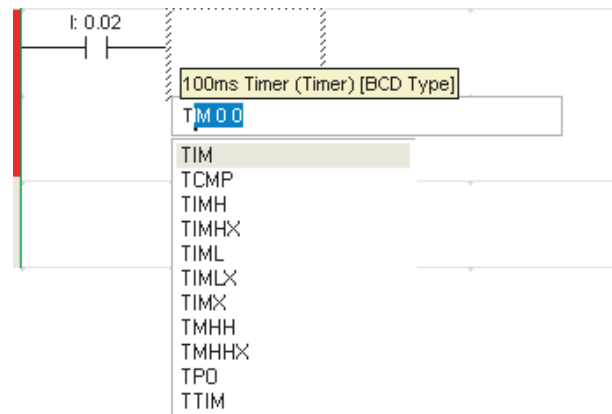 I: 0.02
100ms Timer (Timer) [BCD Type]
TIM 0 0
TIM
TCMP
TIMH
TIMHX
TIML
TIMLX
TIMX
TMHH
TMHHX
TPO
TTIM